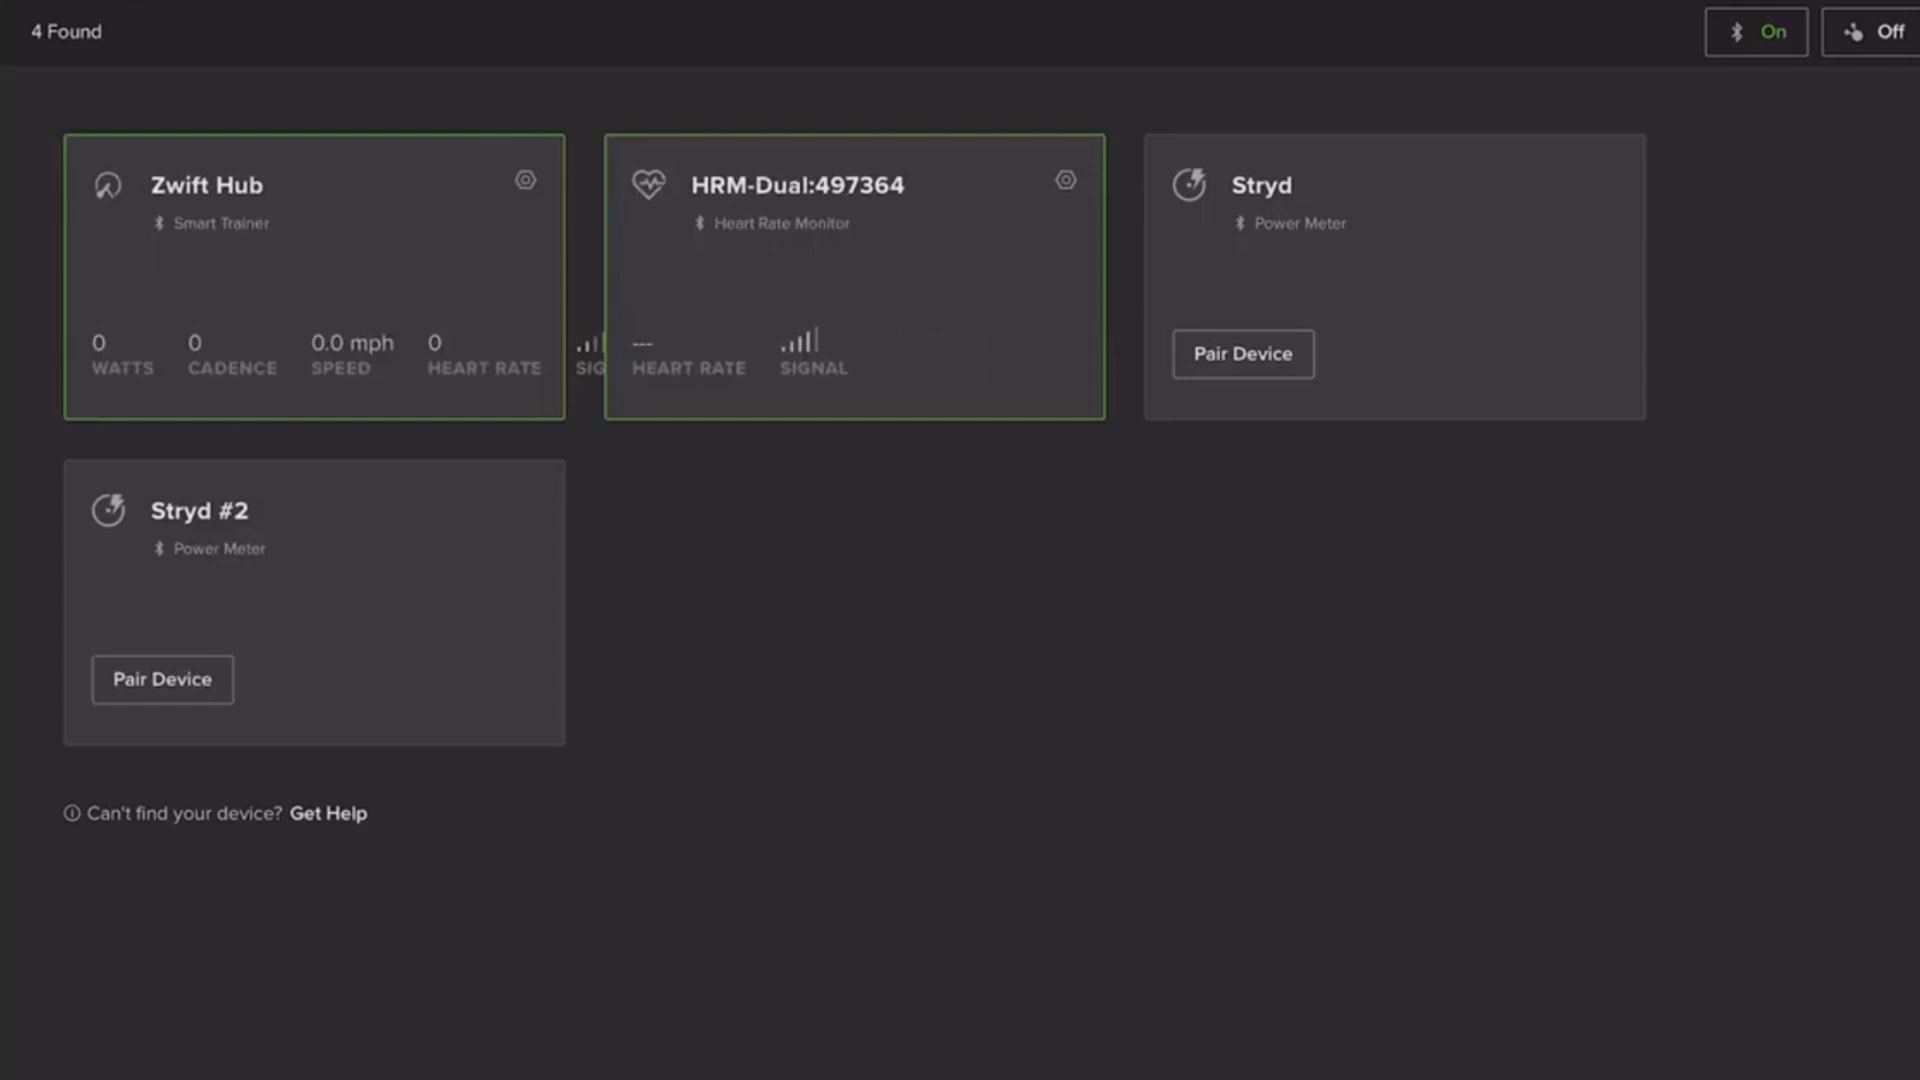 4 Found
On
Off
Zwift Hub
Smart Trainer
0
0
0.0 mph
0
WATTS
CADENCE
SPEED
HEART RATE
SIG
HRM-Dual:497364
Heart Rate Monitor
---
HEART RATE
SIGNAL
Stryd
Power Meter
Pair Device
Stryd #2
Power Meter
Pair Device
Can't find your device? Get Help